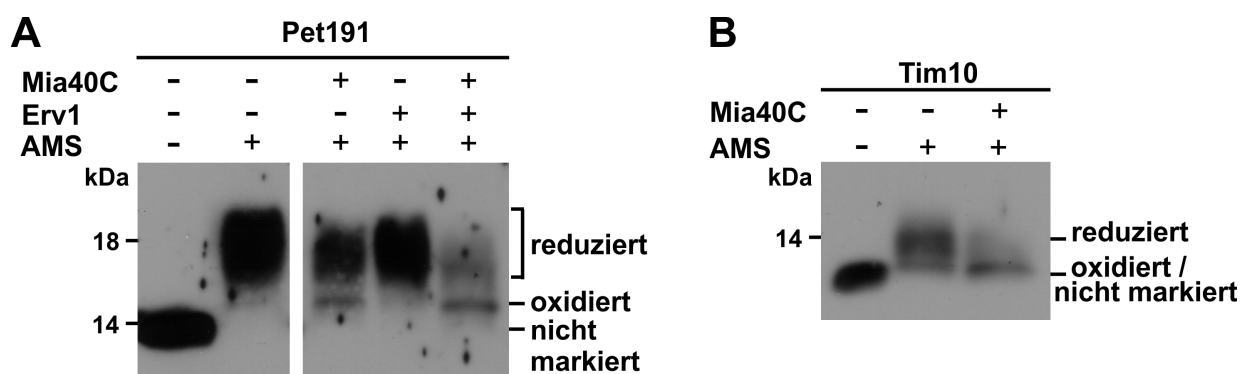 A
Pet191
Mia40C - - + - +
Erv1 - - - + +
AMS - + + + +
kDa
18
14
reduziert
oxidiert
nicht
markiert
B
Tim10
Mia40C - - +
AMS - + +
kDa
14
reduziert
oxidiert /
nicht markiert